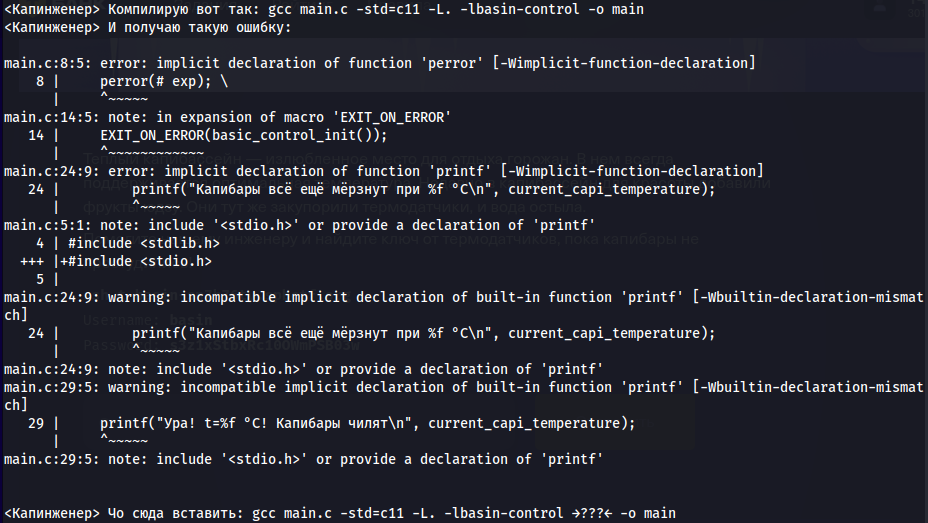 <Капинженер> Компилирую вот так: gcc main.c -std=c11 -L. -lbasin-control -o main
<Капинженер> И получаю такую ошибку:
main.c:8:5: error: implicit declaration of function 'perror' [-Wimplicit-function-declaration]
    8 |     perror(# exp); \
      |     ^~~~~~
main.c:14:5: note: in expansion of macro 'EXIT_ON_ERROR'
   14 |     EXIT_ON_ERROR(basic_control_init());
      |     ^~~~~~~~~~~~~
main.c:24:9: error: implicit declaration of function 'printf' [-Wimplicit-function-declaration]
   24 |         printf("Капибары всё ещё мёрзнут при %f °C\n", current_capi_temperature);
      |         ^~~~~~
main.c:5:1: note: include '<stdio.h>' or provide a declaration of 'printf'
    4 | #include <stdlib.h>
  +++ |+#include <stdio.h>
    5 |
main.c:24:9: warning: incompatible implicit declaration of built-in function 'printf' [-Wbuiltin-declaration-mismat
ch]
   24 |         printf("Капибары всё ещё мёрзнут при %f °C\n", current_capi_temperature);
      |         ^~~~~~
main.c:24:9: note: include '<stdio.h>' or provide a declaration of 'printf'
main.c:29:5: warning: incompatible implicit declaration of built-in function 'printf' [-Wbuiltin-declaration-mismat
ch]
   29 |     printf("Ура! t=%f °C! Капибары чилят\n", current_capi_temperature);
      |     ^~~~~~
main.c:29:5: note: include '<stdio.h>' or provide a declaration of 'printf'
<Капинженер> Чо сюда вставить: gcc main.c -std=c11 -L. -lbasin-control →???← -o main